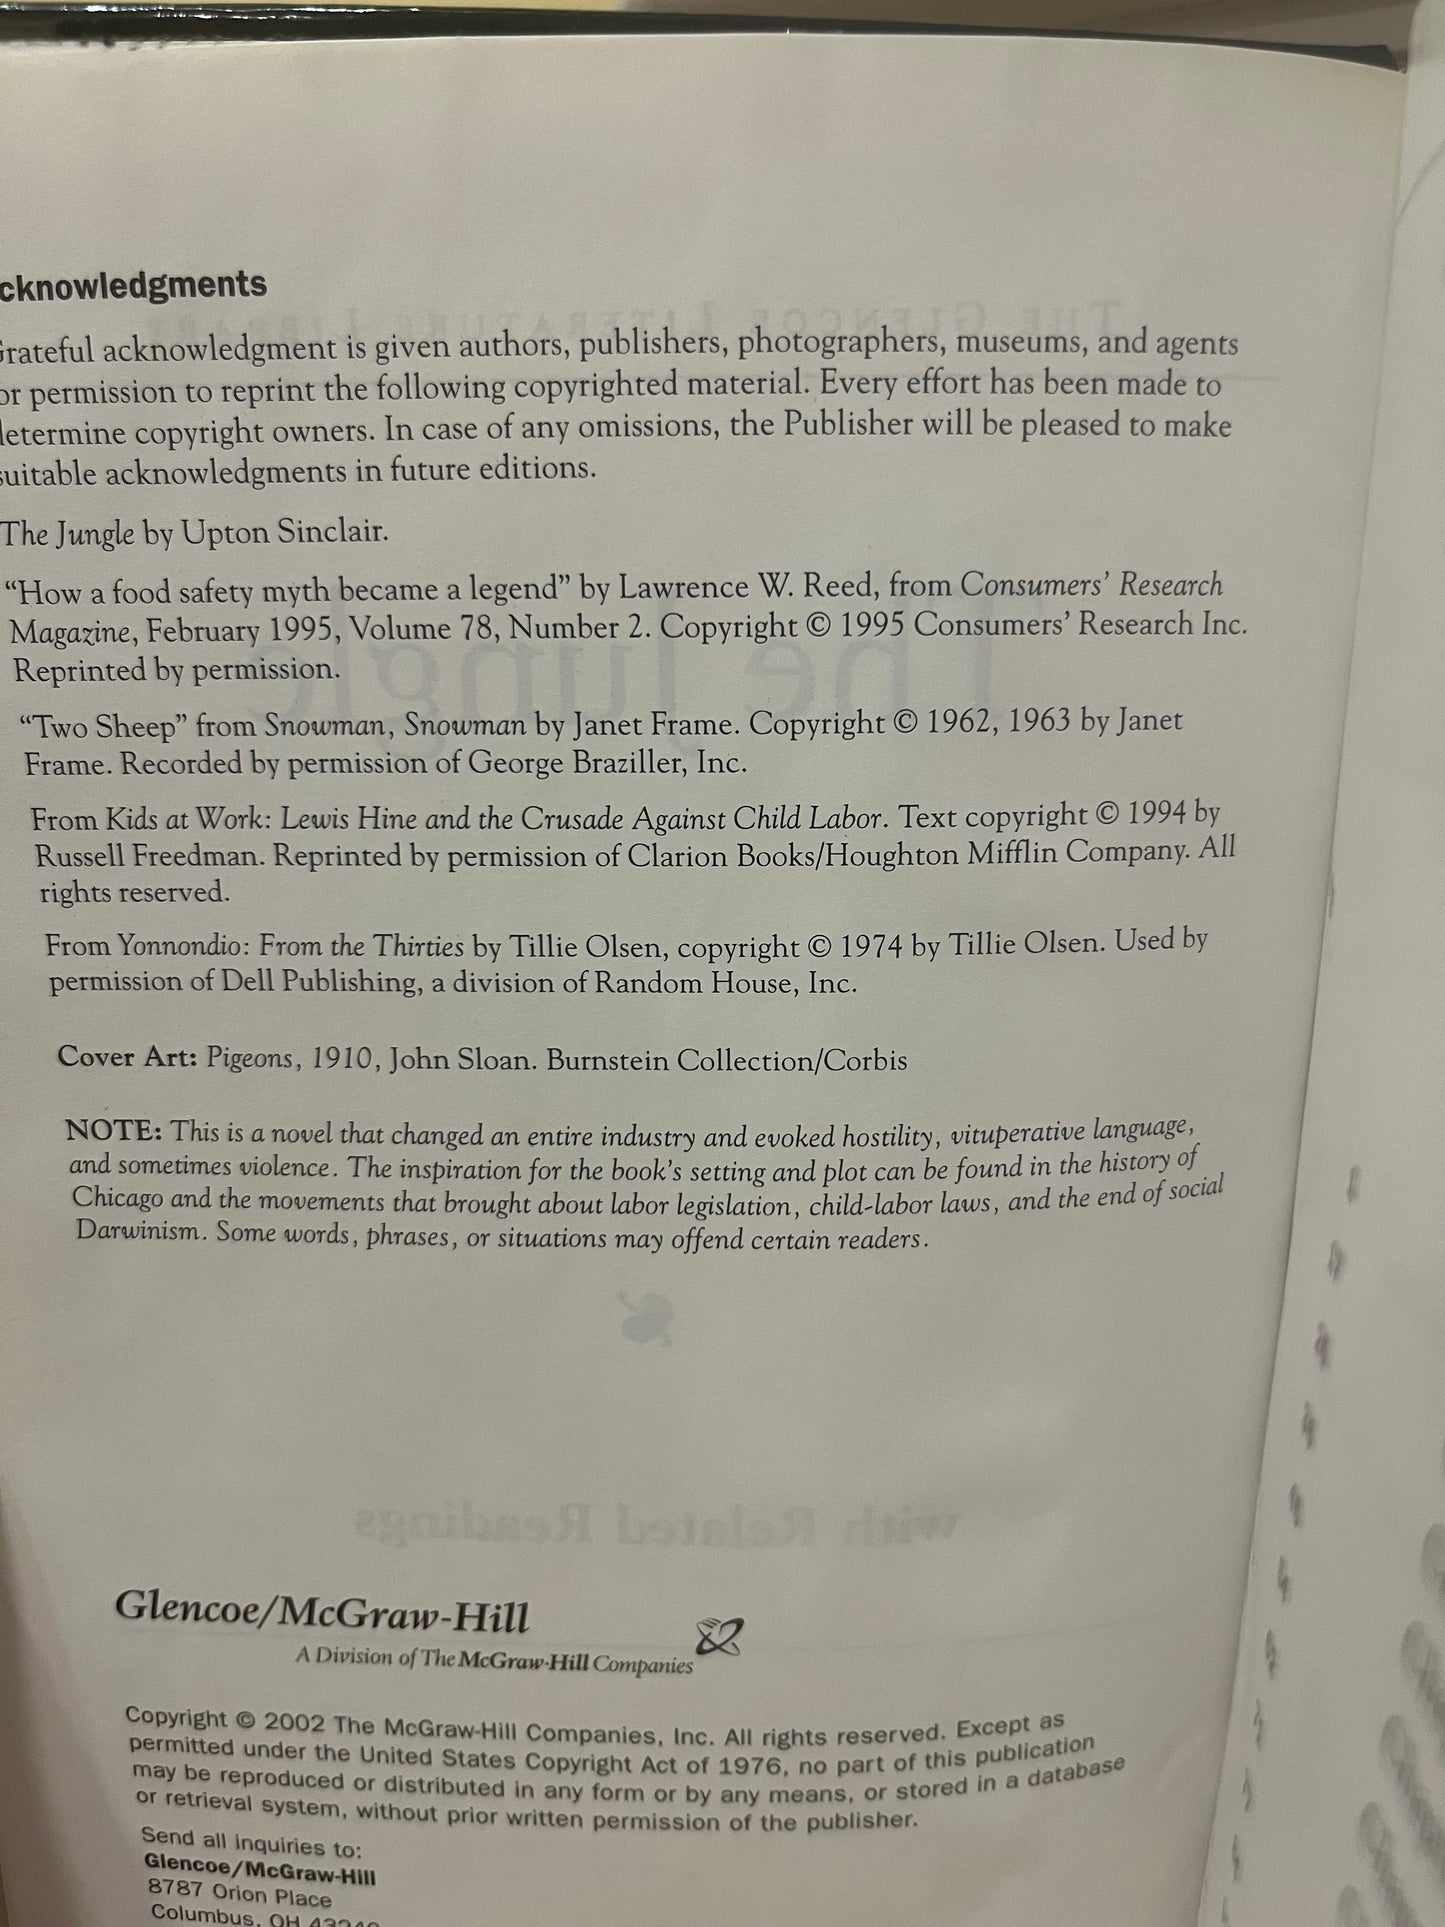 cknowledgments
Grateful acknowledgment is given authors, publishers, photographers, museums, and agents
or permission to reprint the following copyrighted material. Every effort has been made to
determine copyright owners. In case of any omissions, the Publisher will be pleased to make
suitable acknowledgments in future editions.
The Jungle by Upton Sinclair.
“How a food safety myth became a legend” by Lawrence W. Reed, from Consumers’ Research
Magazine, February 1995, Volume 78, Number 2. Copyright © 1995 Consumers’ Research Inc.
Reprinted by permission.
“Two Sheep” from Snowman, Snowman by Janet Frame. Copyright © 1962, 1963 by Janet
Frame. Recorded by permission of George Braziller, Inc.
From Kids at Work: Lewis Hine and the Crusade Against Child Labor. Text copyright © 1994 by
Russell Freedman. Reprinted by permission of Clarion Books/Houghton Mifflin Company. All
rights reserved.
From Yonnondio: From the Thirties by Tillie Olsen, copyright © 1974 by Tillie Olsen. Used by
permission of Dell Publishing, a division of Random House, Inc.
Cover Art: Pigeons, 1910, John Sloan. Burnstein Collection/Corbis
NOTE: This is a novel that changed an entire industry and evoked hostility, vituperative language,
and sometimes violence. The inspiration for the book’s setting and plot can be found in the history of
Chicago and the movements that brought about labor legislation, child-labor laws, and the end of social
Darwinism. Some words, phrases, or situations may offend certain readers.
with Related Readings
Glencoe/McGraw-Hill
A Division of The McGraw-Hill Companies
Copyright © 2002 The McGraw-Hill Companies, Inc. All rights reserved. Except as
permitted under the United States Copyright Act of 1976, no part of this publication
may be reproduced or distributed in any form or by any means, or stored in a database
or retrieval system, without prior written permission of the publisher.
Send all inquiries to:
Glencoe/McGraw-Hill
8787 Orion Place
Columbus, OH 43240